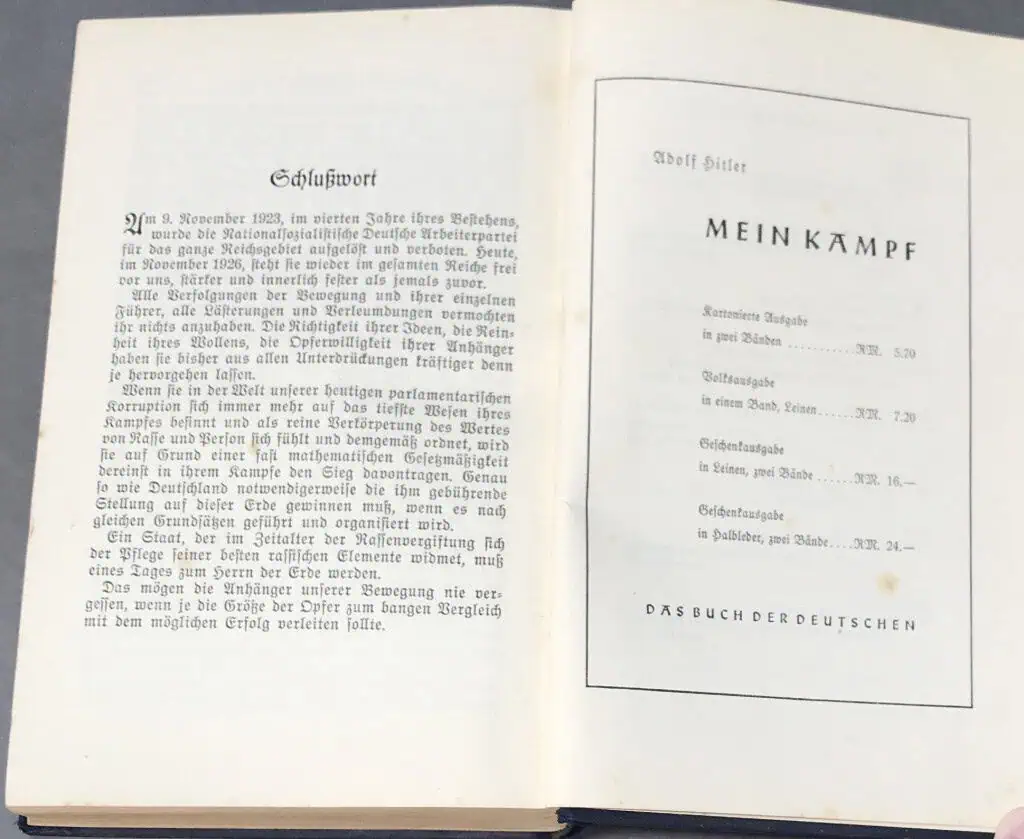 Schlußwort
Am 9. November 1923, im vierten Jahre ihres Bestehens,
wurde die Nationalsozialistische Deutsche Arbeiterpartei
für das ganze Reichsgebiet aufgelöst und verboten. Heute,
im November 1926, steht sie wieder im gesamten Reiche frei
vor uns, stärker und innerlich fester als jemals zuvor.
Alle Verfolgungen der Bewegung und ihrer einzelnen
Führer, alle Lästerungen und Verleumdungen vermochten
ihr nichts anzuhaben. Die Richtigkeit ihrer Ideen, die Rein-
heit ihres Wollens, die Opferwilligkeit ihrer Anhänger
haben sie bisher aus allen Unterdrückungen kräftiger denn
je hervorgehen lassen.
Wenn sie in der Welt unserer heutigen parlamentarischen
Korruption sich immer mehr auf das tiefste Wesen ihres
Kampfes besinnt und als reine Verkörperung des Wertes
von Rasse und Person sich fühlt und demgemäß ordnet, wird
sie auf Grund einer fast mathematischen Gesetzmäßigkeit
dereinst in ihrem Kampfe den Sieg davontragen. Genau
so wie Deutschland notwendigerweise die ihm gebührende
Stellung auf dieser Erde gewinnen muß, wenn es nach
gleichen Grundsätzen geführt und organisiert wird.
Ein Staat, der im Zeitalter der Rassenvergiftung sich
der Pflege seiner besten rassischen Elemente widmet, muß
eines Tages zum Herrn der Erde werden.
Das mögen die Anhänger unserer Bewegung nie ver-
gessen, wenn je die Größe der Opfer zum bangen Vergleich
mit dem möglichen Erfolg verleiten sollte.
Adolf Hitler
MEIN KAMPF
Kartonierte Ausgabe
in zwei Bänden ........... RM. 5.70
Volksausgabe
in einem Band, Leinen ...... RM. 7.20
Geschenkausgabe
in Leinen, zwei Bände ...... RM. 16.—
Geschenkausgabe
in Halbleder, zwei Bände .... RM. 24.—
DAS BUCH DER DEUTSCHEN